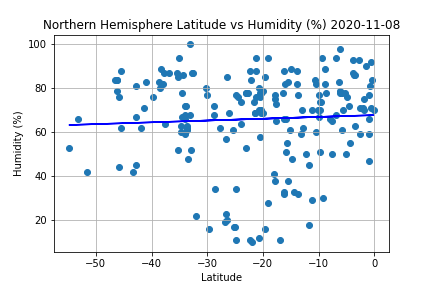 Northern Hemisphere Latitude vs Humidity (%) 2020-11-08
100
80
60
40
20
Humidity (%)
−50 −40 −30 −20 −10 0
Latitude